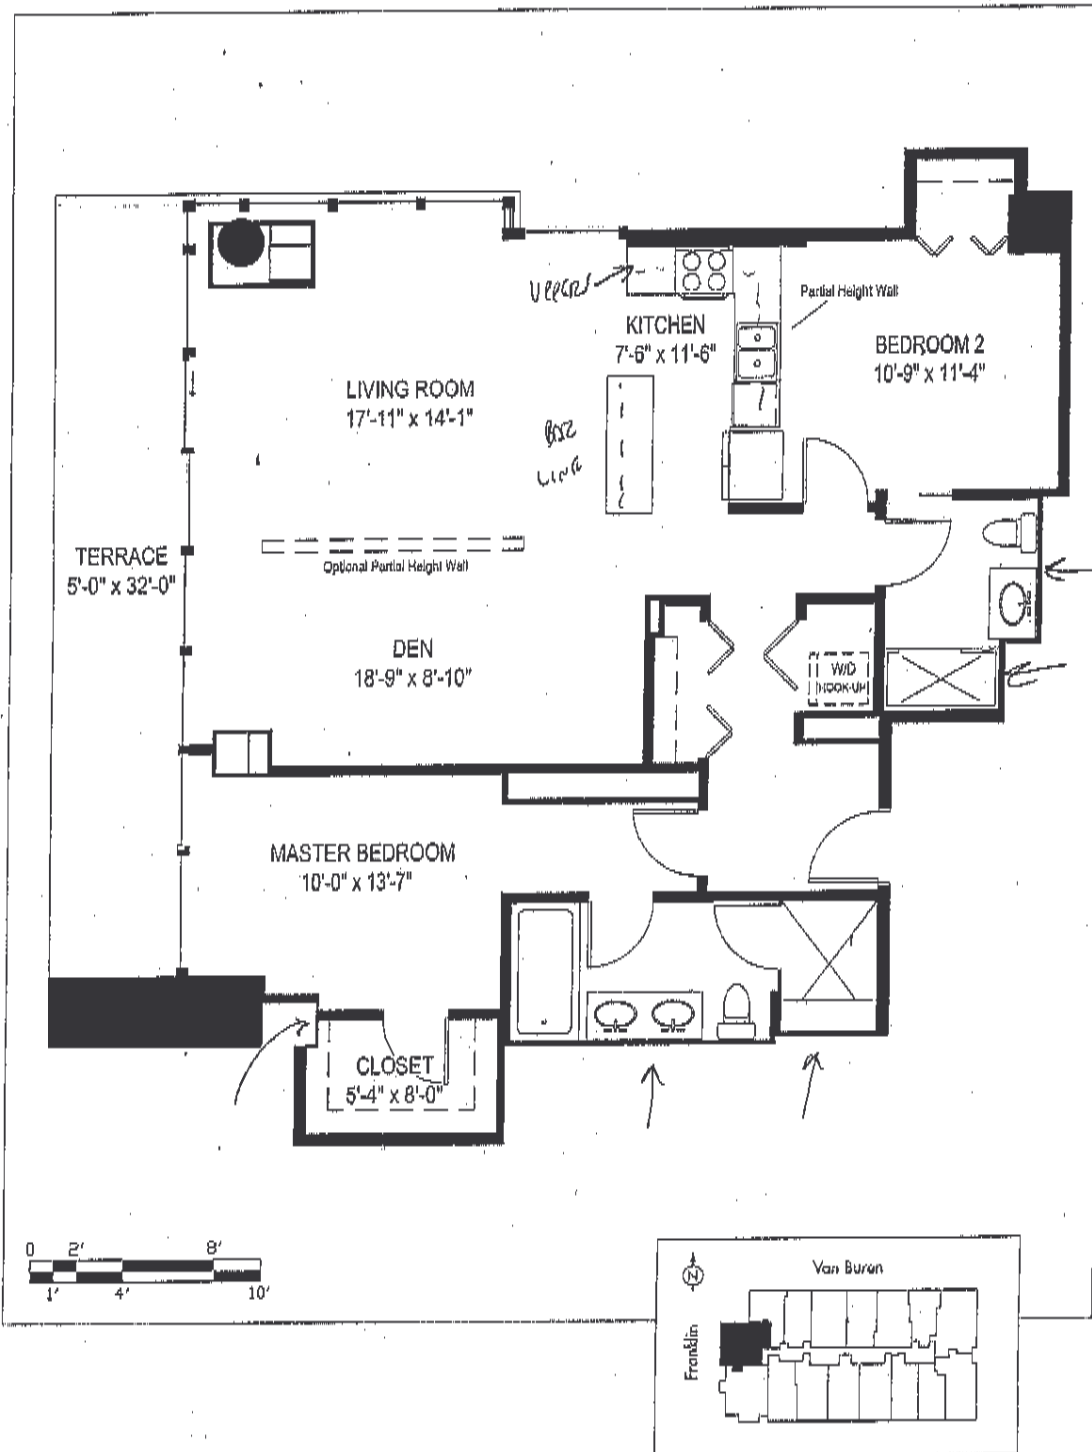 UPPERS
KITCHEN
7'-6" x 11'-6"
Partial Height Wall
BEDROOM 2
10'-9" x 11'-4"
LIVING ROOM
17'-11" x 14'-1"
LINE
TERRACE
5'-0" x 32'-0"
Optional Partial Height Wall
DEN
18'-9" x 8'-10"
W/D
HOOK-UP
MASTER BEDROOM
10'-0" x 13'-7"
CLOSET
5'-4" x 8'-0"
0 2' 8'
1' 4' 10'
N
Van Buren
Franklin